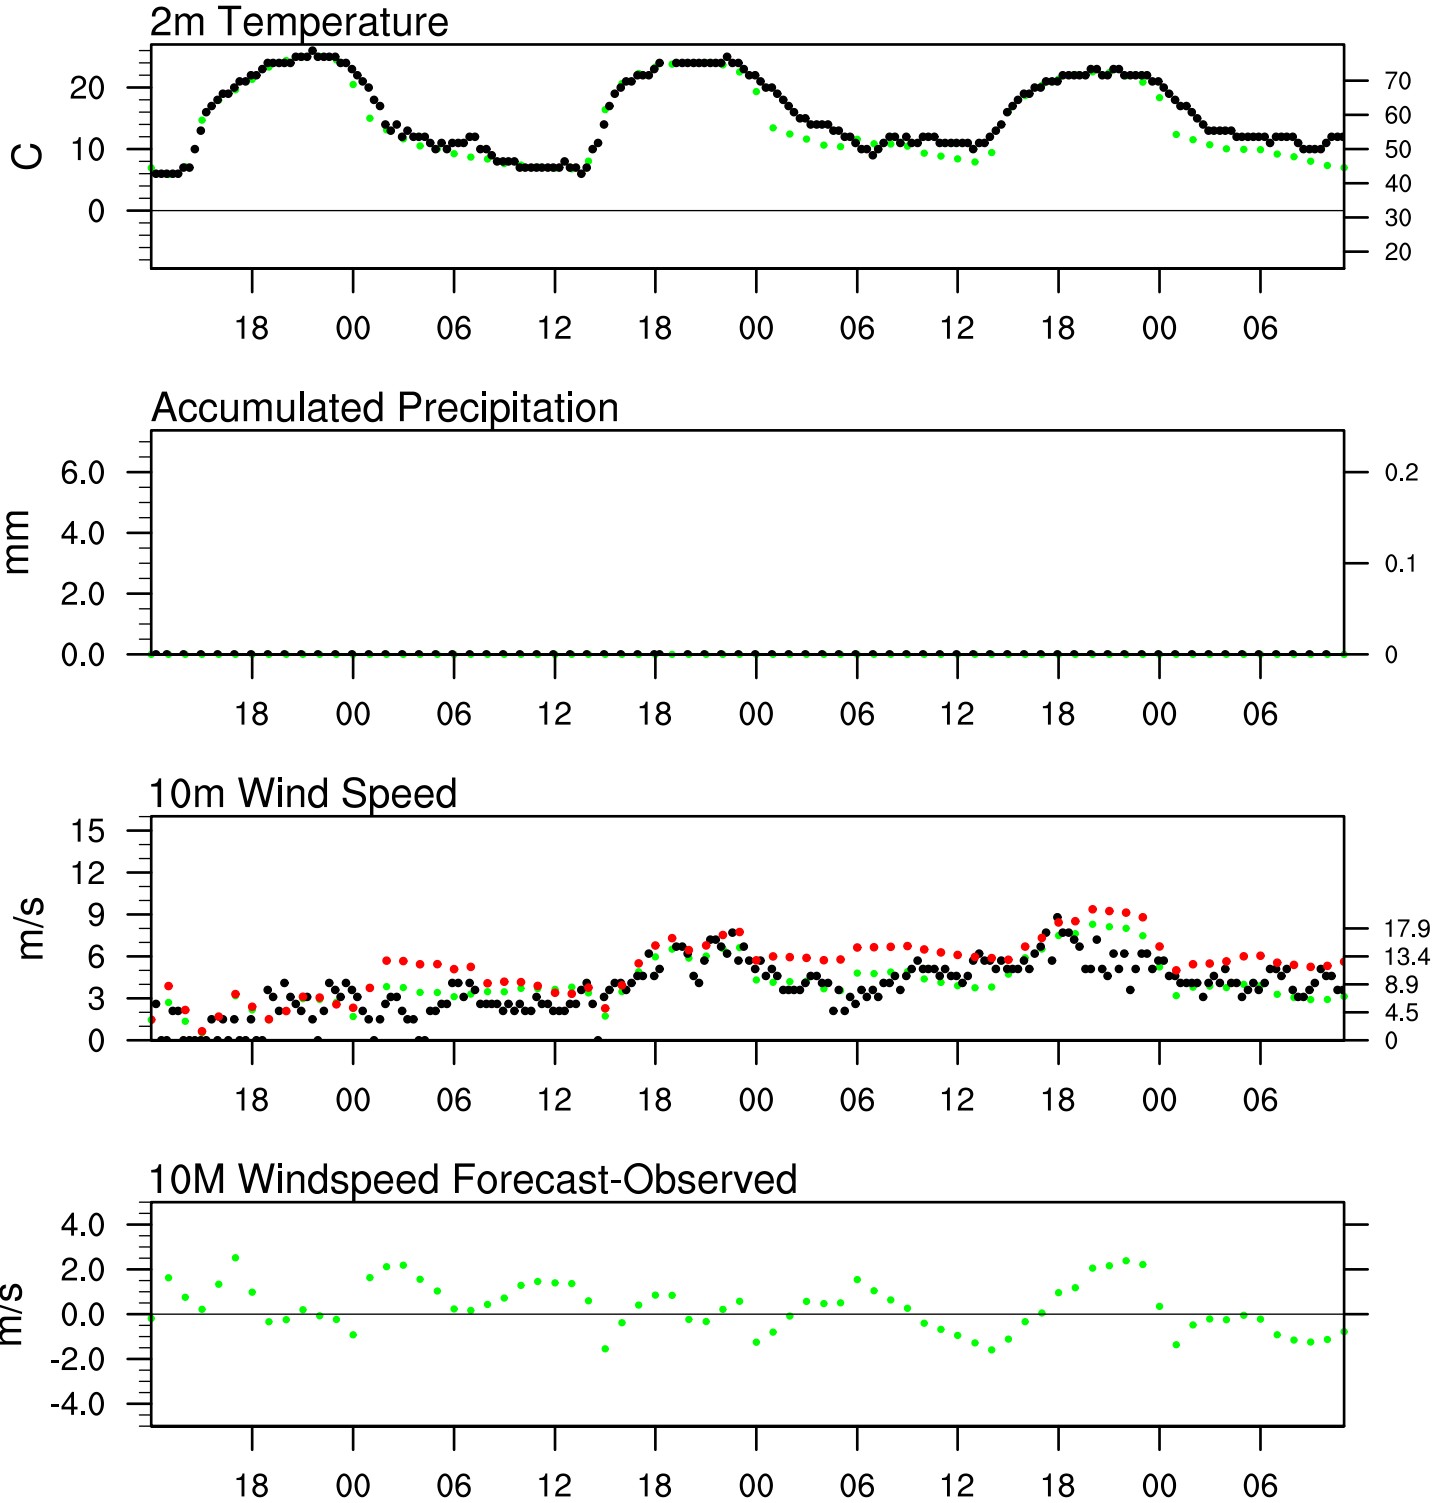 2m Temperature
C
20
10
0
70
60
50
40
30
20
18 00 06 12 18 00 06 12 18 00 06
Accumulated Precipitation
mm
6.0
4.0
2.0
0.0
0.2
0.1
0
18 00 06 12 18 00 06 12 18 00 06
10m Wind Speed
m/s
15
12
9
6
3
0
17.9
13.4
8.9
4.5
0
18 00 06 12 18 00 06 12 18 00 06
10M Windspeed Forecast-Observed
m/s
4.0
2.0
0.0
-2.0
-4.0
18 00 06 12 18 00 06 12 18 00 06